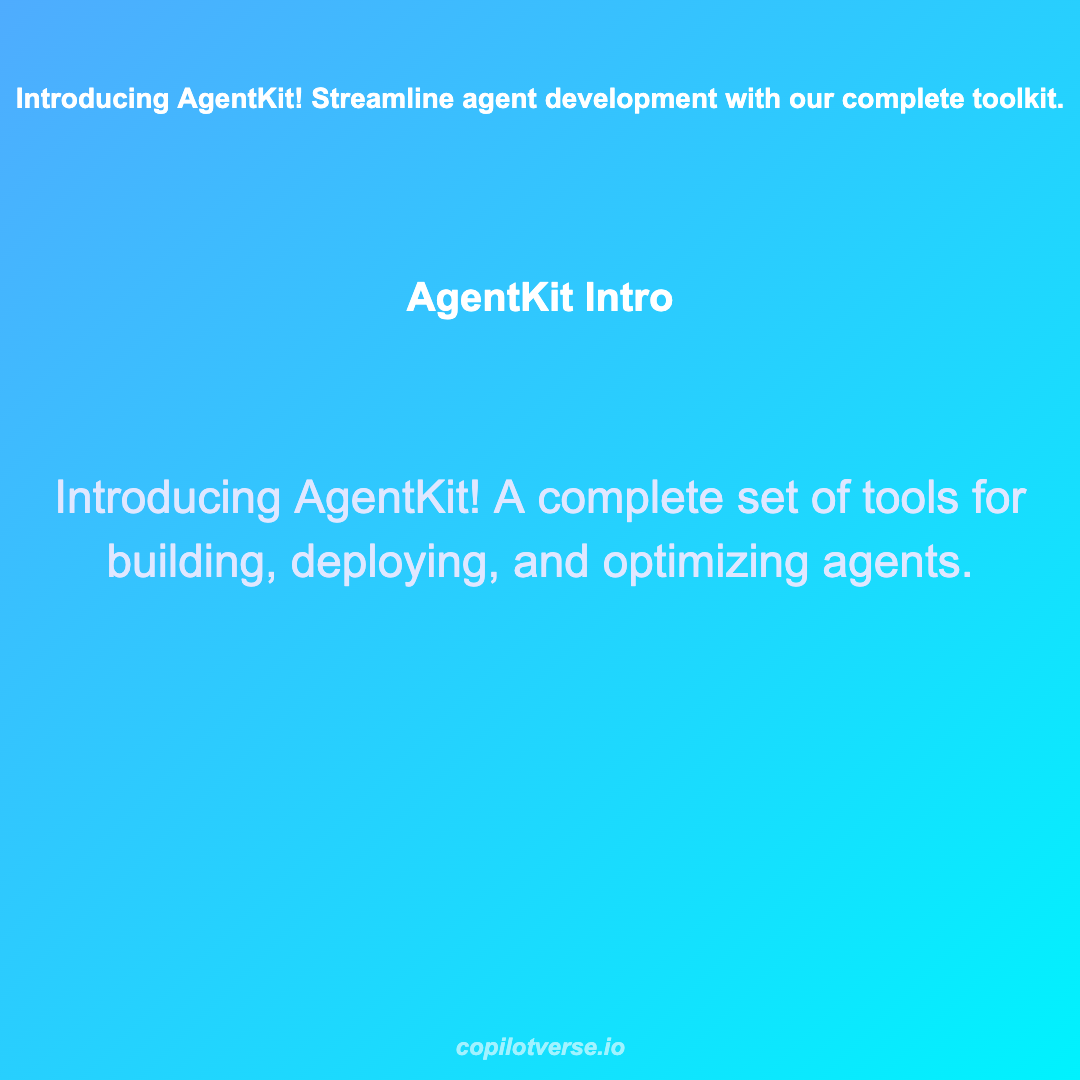 Introducing AgentKit! Streamline agent development with our complete toolkit.
AgentKit Intro
Introducing AgentKit! A complete set of tools for
building, deploying, and optimizing agents.
copilotverse.io